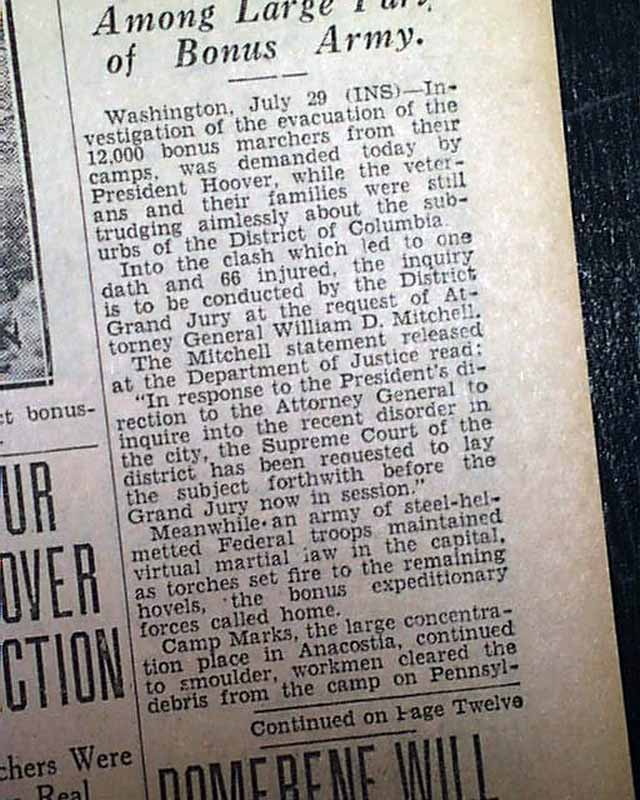 Among Large
of Bonus Army.
Washington, July 29 (INS)—In-
vestigation of the evacuation of the
12,000 bonus marchers from their
camps, was demanded today by
President Hoover, while the veter-
ans and their families were still
trudging aimlessly about the sub-
urbs of the District of Columbia.
Into the clash which led to one
dath and 66 injured, the inquiry
is to be conducted by the District
Grand Jury at the request of At-
torney General William D. Mitchell.
The Mitchell statement released
at the Department of Justice read:
"In response to the President's di-
rection to the Attorney General to
inquire into the recent disorder in
the city, the Supreme Court of the
district has been requested to lay
the subject forthwith before the
Grand Jury now in session."
Meanwhile an army of steel-hel-
metted Federal troops maintained
virtual martial law in the capital,
as torches set fire to the remaining
hovels, the bonus expeditionary
forces called home.
Camp Marks, the large concentra-
tion place in Anacostia, continued
to smoulder, workmen cleared the
debris from the camp on Pennsyl-
Continued on Page Twelve
POMERENE WILL
ct bonus-
UR
OVER
CTION
chers Were
Real